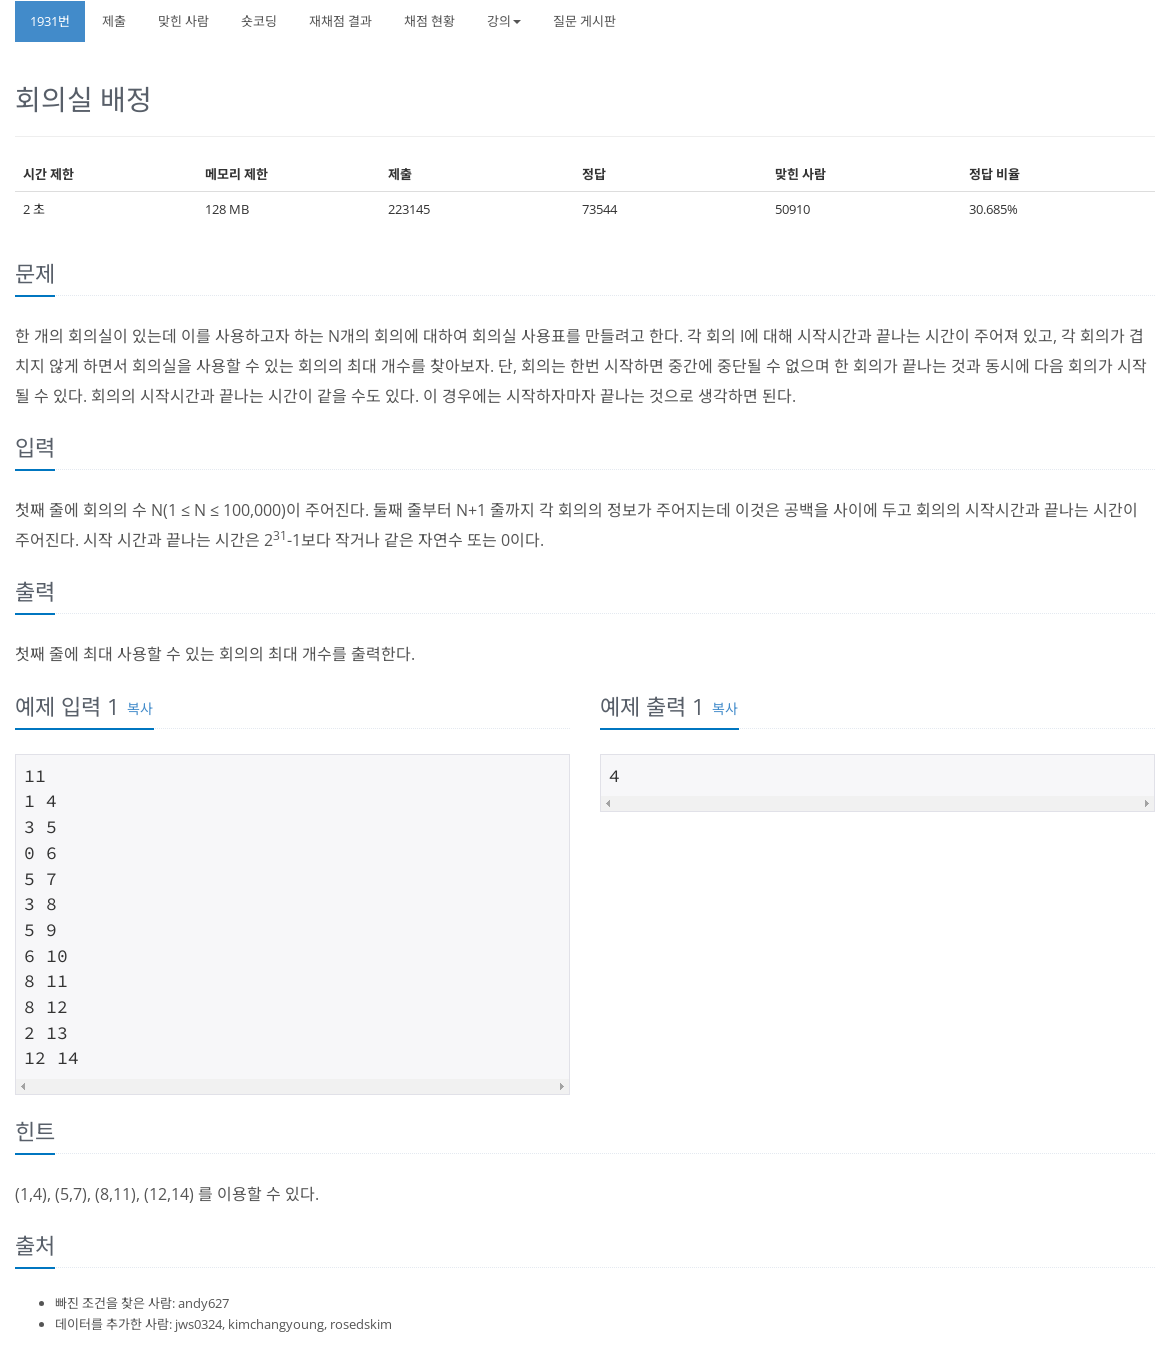 1931번 제출 맞힌 사람 숏코딩 재채점 결과 채점 현황 강의 질문 게시판
회의실 배정
시간 제한 메모리 제한 제출 정답 맞힌 사람 정답 비율
2 초 128 MB 223145 73544 50910 30.685%
문제
한 개의 회의실이 있는데 이를 사용하고자 하는 N개의 회의에 대하여 회의실 사용표를 만들려고 한다. 각 회의 I에 대해 시작시간과 끝나는 시간이 주어져 있고, 각 회의가 겹
치지 않게 하면서 회의실을 사용할 수 있는 회의의 최대 개수를 찾아보자. 단, 회의는 한번 시작하면 중간에 중단될 수 없으며 한 회의가 끝나는 것과 동시에 다음 회의가 시작
될 수 있다. 회의의 시작시간과 끝나는 시간이 같을 수도 있다. 이 경우에는 시작하자마자 끝나는 것으로 생각하면 된다.
입력
첫째 줄에 회의의 수 N(1 ≤ N ≤ 100,000)이 주어진다. 둘째 줄부터 N+1 줄까지 각 회의의 정보가 주어지는데 이것은 공백을 사이에 두고 회의의 시작시간과 끝나는 시간이
주어진다. 시작 시간과 끝나는 시간은 2^31-1보다 작거나 같은 자연수 또는 0이다.
출력
첫째 줄에 최대 사용할 수 있는 회의의 최대 개수를 출력한다.
예제 입력 1 복사
11
1 4
3 5
0 6
5 7
3 8
5 9
6 10
8 11
8 12
2 13
12 14
예제 출력 1 복사
4
힌트
(1,4), (5,7), (8,11), (12,14) 를 이용할 수 있다.
출처
빠진 조건을 찾은 사람: andy627
데이터를 추가한 사람: jws0324, kimchangyoung, rosedskim